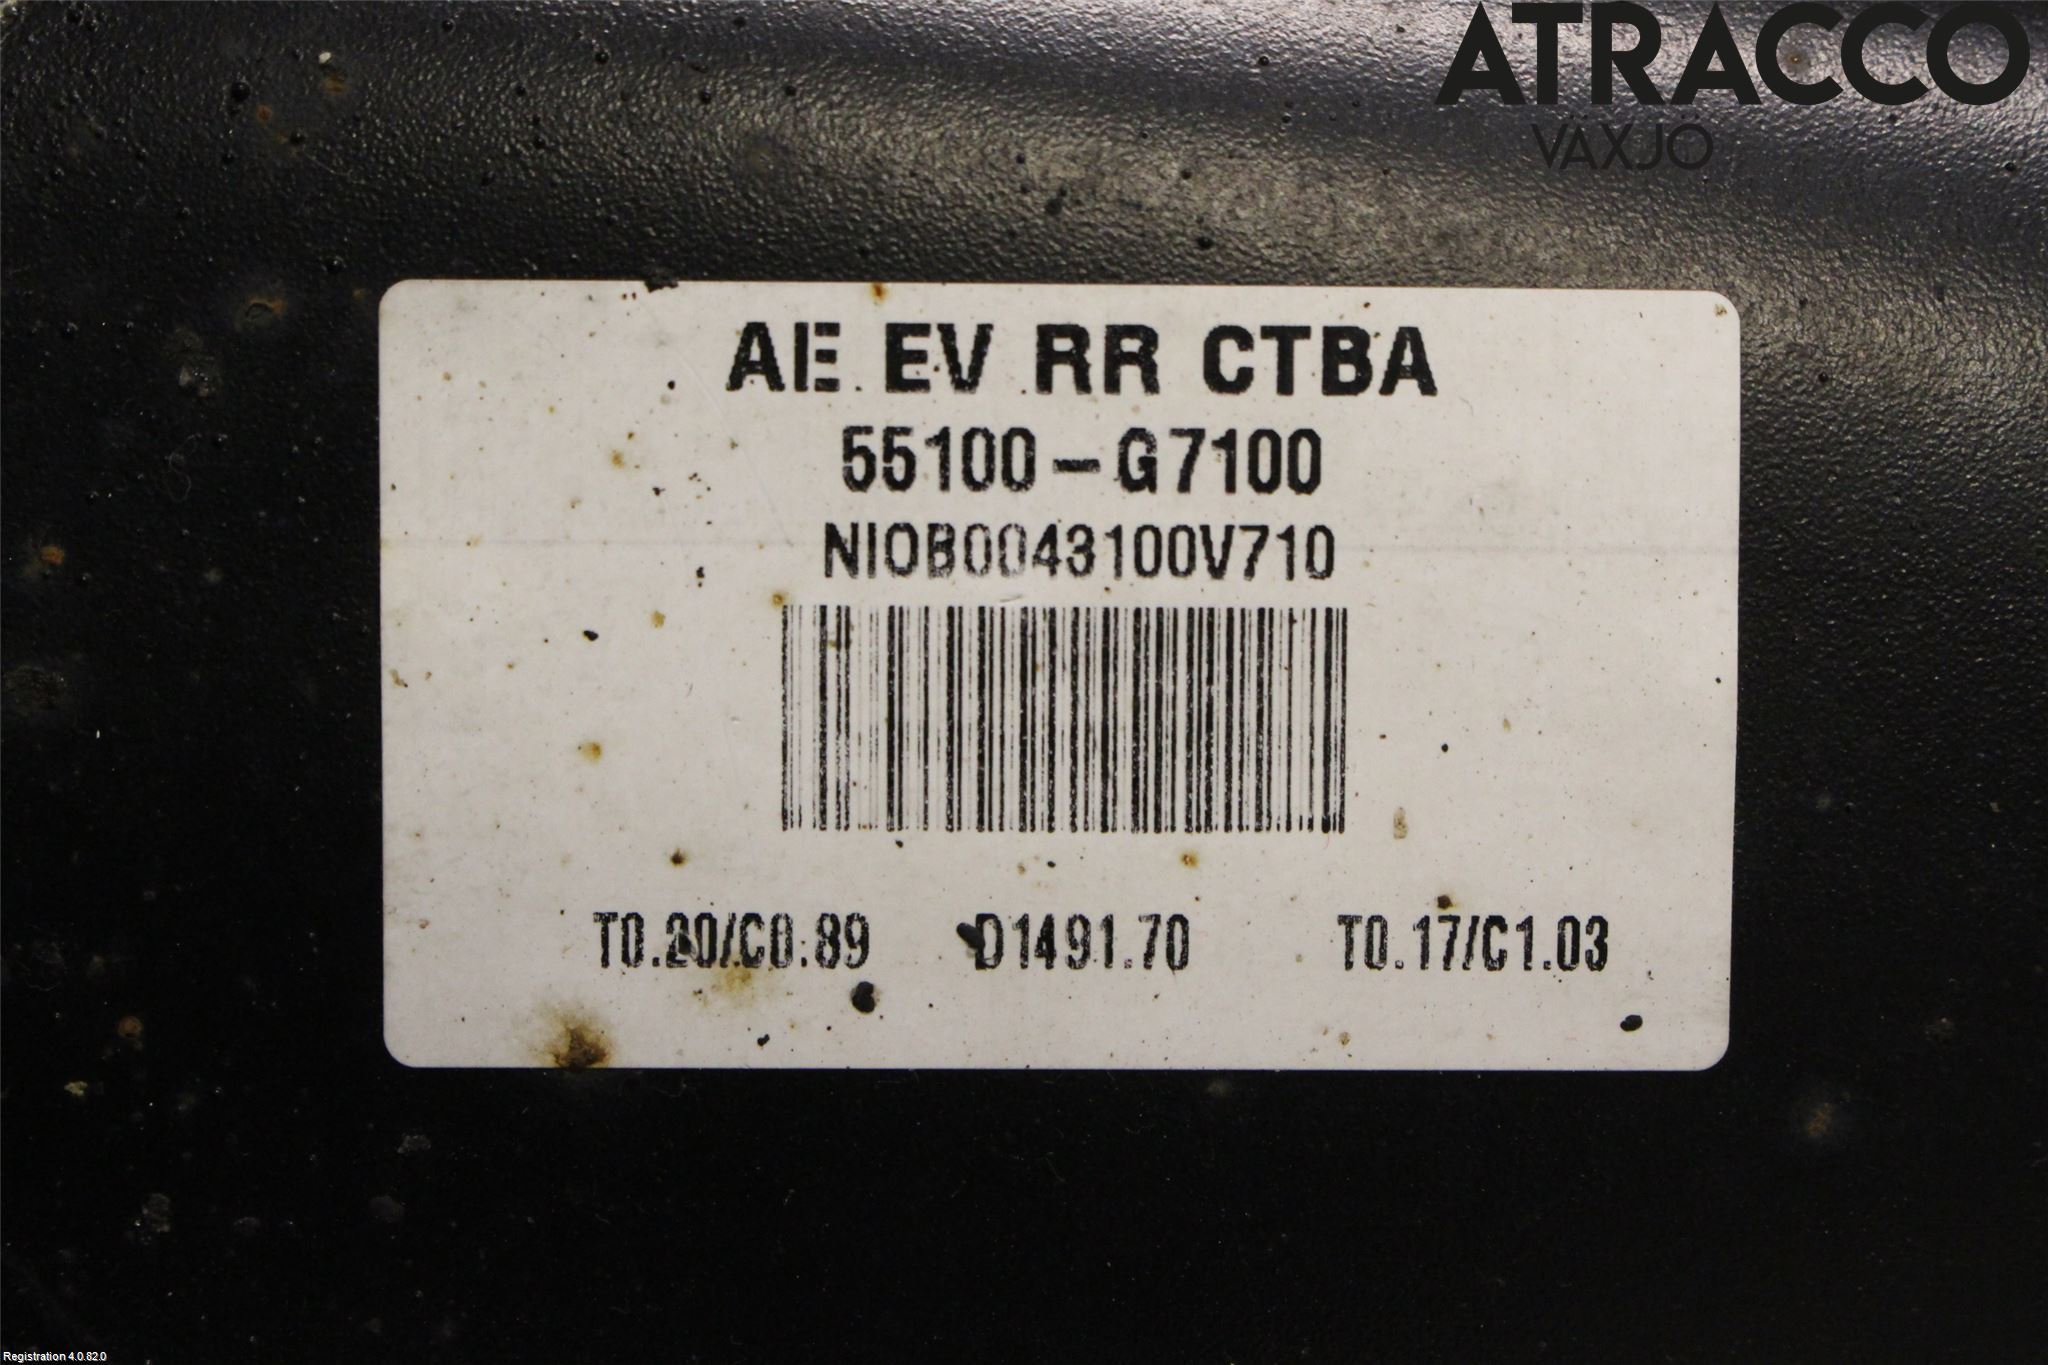 ATRACCO
VÄXJÖ
AE EV RR CTBA
55100-G7100
NIOB0043100V710
T0.20/C0.89 D1491.70 T0.17/C1.03
Registration 4.0.82.0